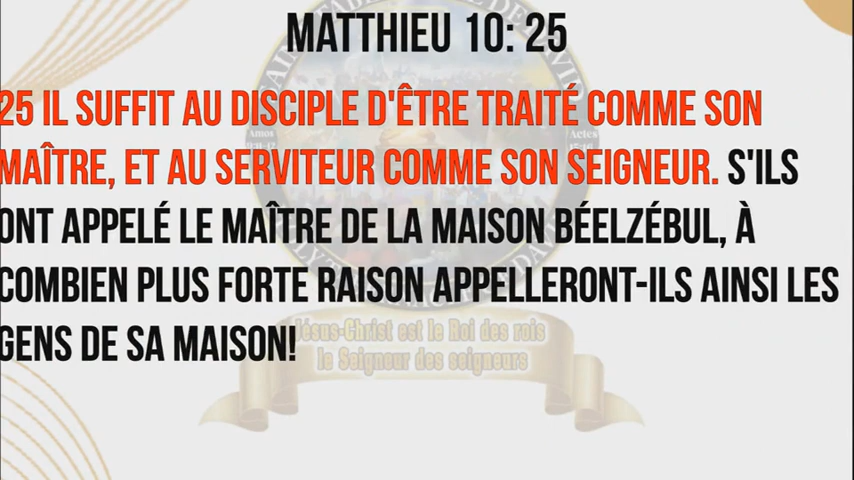 MATTHIEU 10: 25
25 IL SUFFIT AU DISCIPLE D'ÊTRE TRAITÉ COMME SON
MAÎTRE, ET AU SERVITEUR COMME SON SEIGNEUR. S'ILS
ONT APPELÉ LE MAÎTRE DE LA MAISON BÉELZÉBUL, À
COMBIEN PLUS FORTE RAISON APPELLERONT-ILS AINSI LES
GENS DE SA MAISON!
Amos
Actes
Jésus-Christ est le Roi des rois
le Seigneur des seigneurs